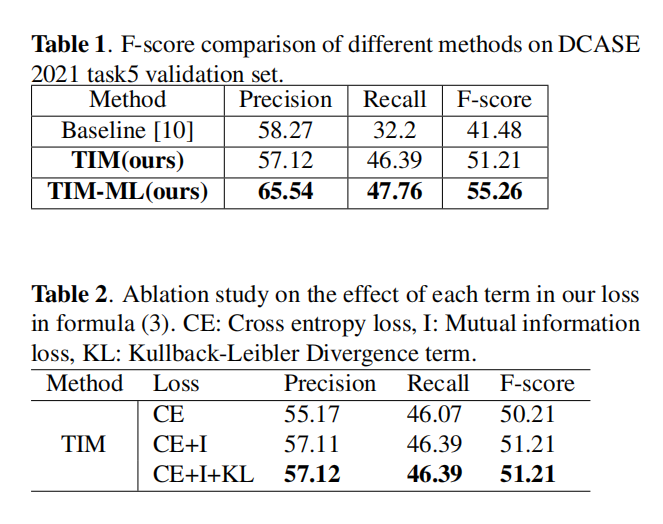 Table 1. F-score comparison of different methods on DCASE
2021 task5 validation set.
Method Precision Recall F-score
Baseline [10] 58.27 32.2 41.48
TIM(ours) 57.12 46.39 51.21
TIM-ML(ours) 65.54 47.76 55.26
Table 2. Ablation study on the effect of each term in our loss
in formula (3). CE: Cross entropy loss, I: Mutual information
loss, KL: Kullback-Leibler Divergence term.
Method Loss Precision Recall F-score
CE 55.17 46.07 50.21
TIM CE+I 57.11 46.39 51.21
CE+I+KL 57.12 46.39 51.21